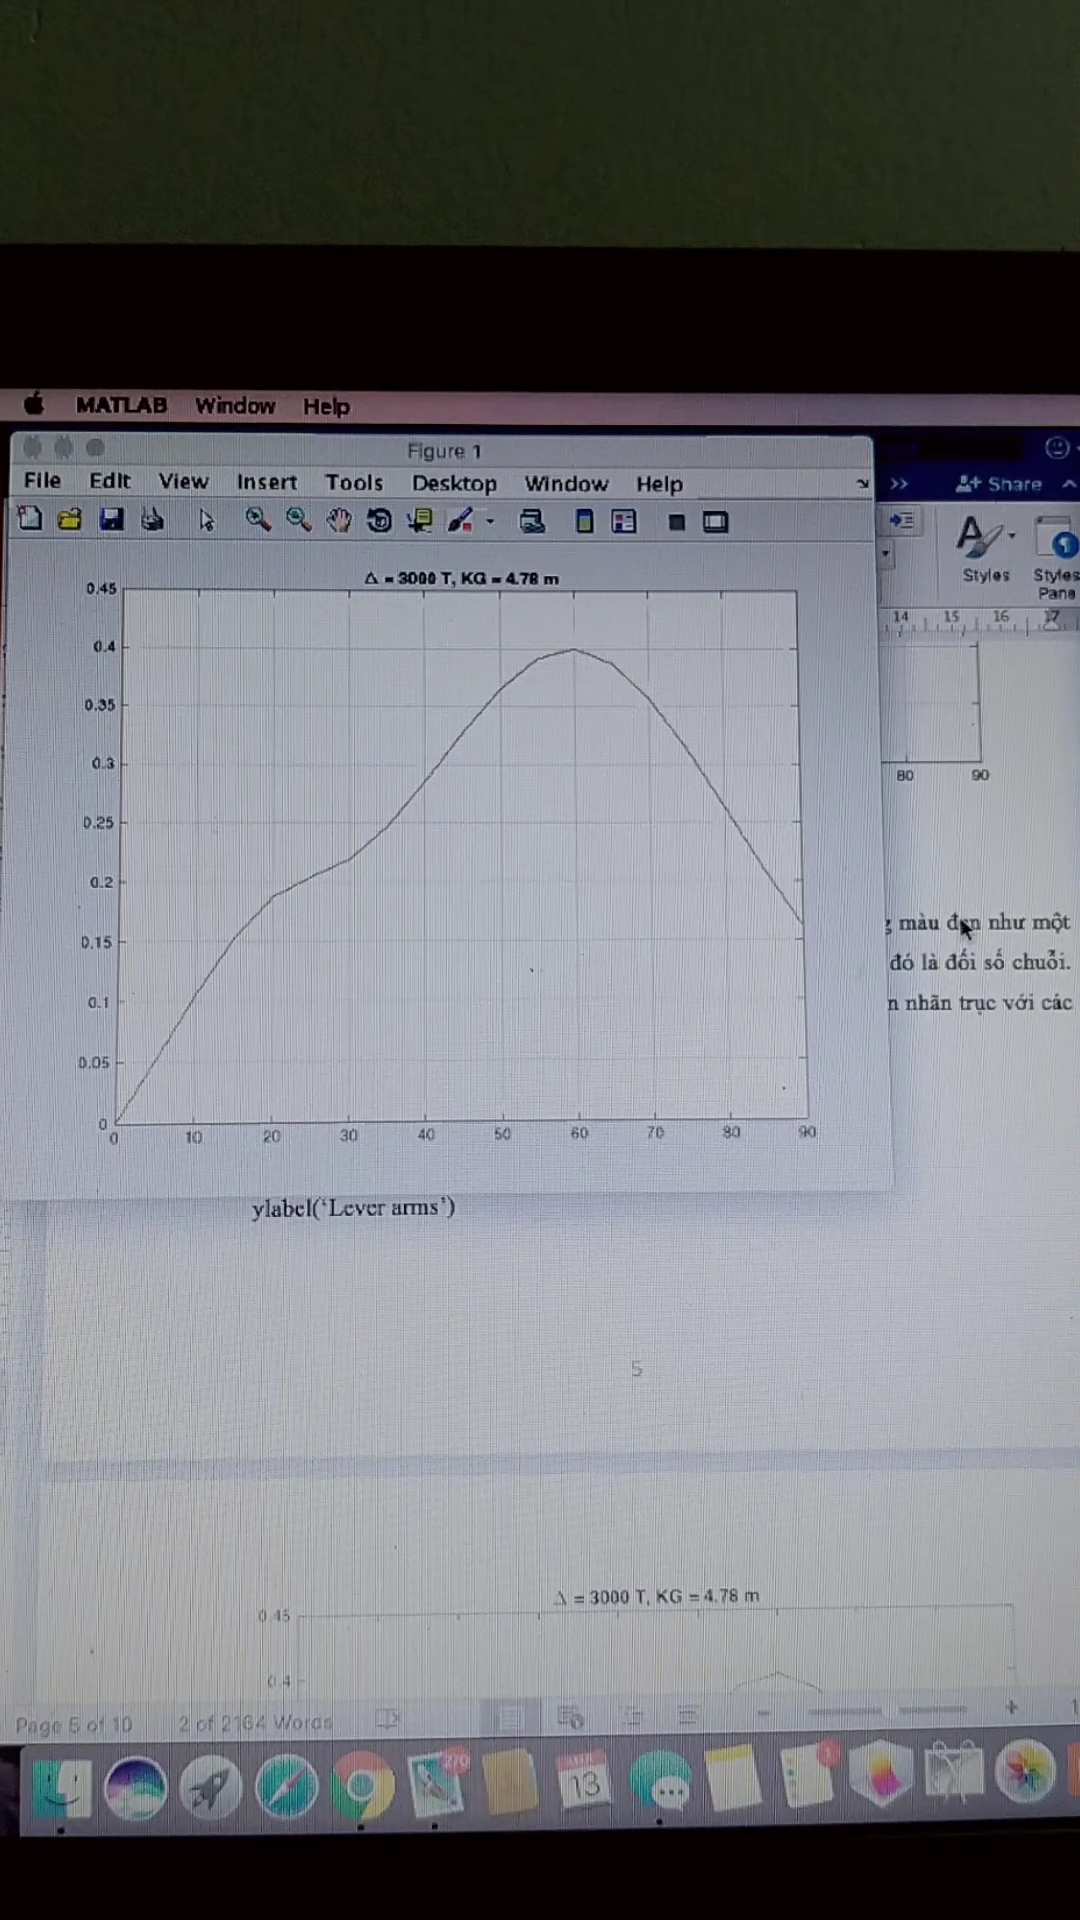 MATLAB Window Help
Figure 1
File Edit View Insert Tools Desktop Window Help
Share
Styles
Styles Pane
14 15 16 17
Δ = 3000 T, KG = 4.78 m
0.45
0.4
0.35
0.3
0.25
0.2
0.15
0.1
0.05
0
0 10 20 30 40 50 60 70 80 90
80 90
màu đen như một
đó là đối số chuỗi.
n nhãn trục với các
ylabel(‘Lever arms’)
5
Δ = 3000 T, KG = 4.78 m
0.45
0.4
Page 5 of 10 2 of 2164 Words
270
13
1